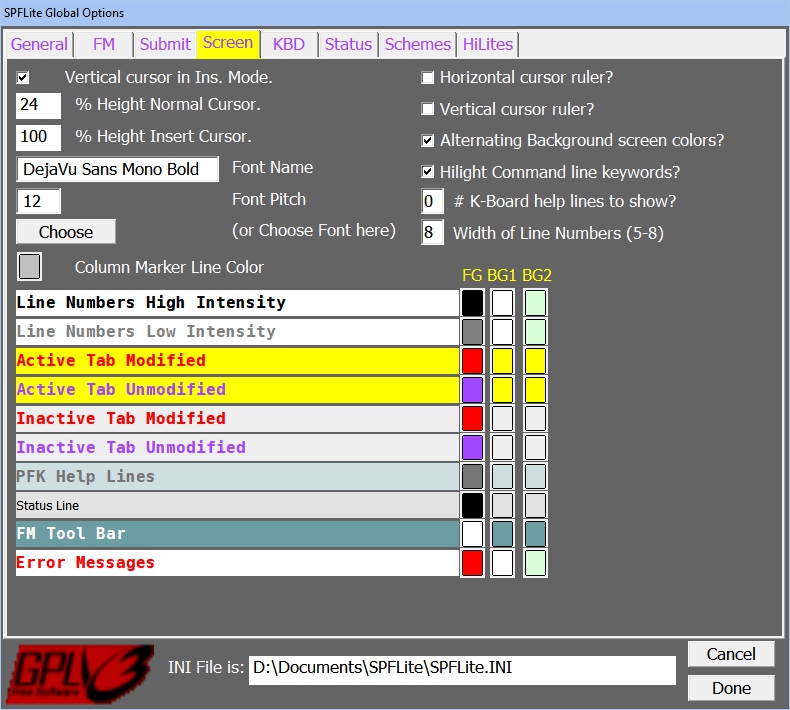 SPFLite Global Options
General FM Submit Screen KBD Status Schemes HiLites
Vertical cursor in Ins. Mode.
Horizontal cursor ruler?
24 % Height Normal Cursor.
Vertical cursor ruler?
100 % Height Insert Cursor.
Alternating Background screen colors?
DejaVu Sans Mono Bold Font Name
Hilight Command line keywords?
12 Font Pitch
0 # K-Board help lines to show?
Choose (or Choose Font here)
8 Width of Line Numbers (5-8)
Column Marker Line Color
FG BG1 BG2
Line Numbers High Intensity
Line Numbers Low Intensity
Active Tab Modified
Active Tab Unmodified
Inactive Tab Modified
Inactive Tab Unmodified
PFK Help Lines
Status Line
FM Tool Bar
Error Messages
GPL v3
Free Software
INI File is: D:\Documents\SPFLite\SPFLite.INI
Cancel
Done